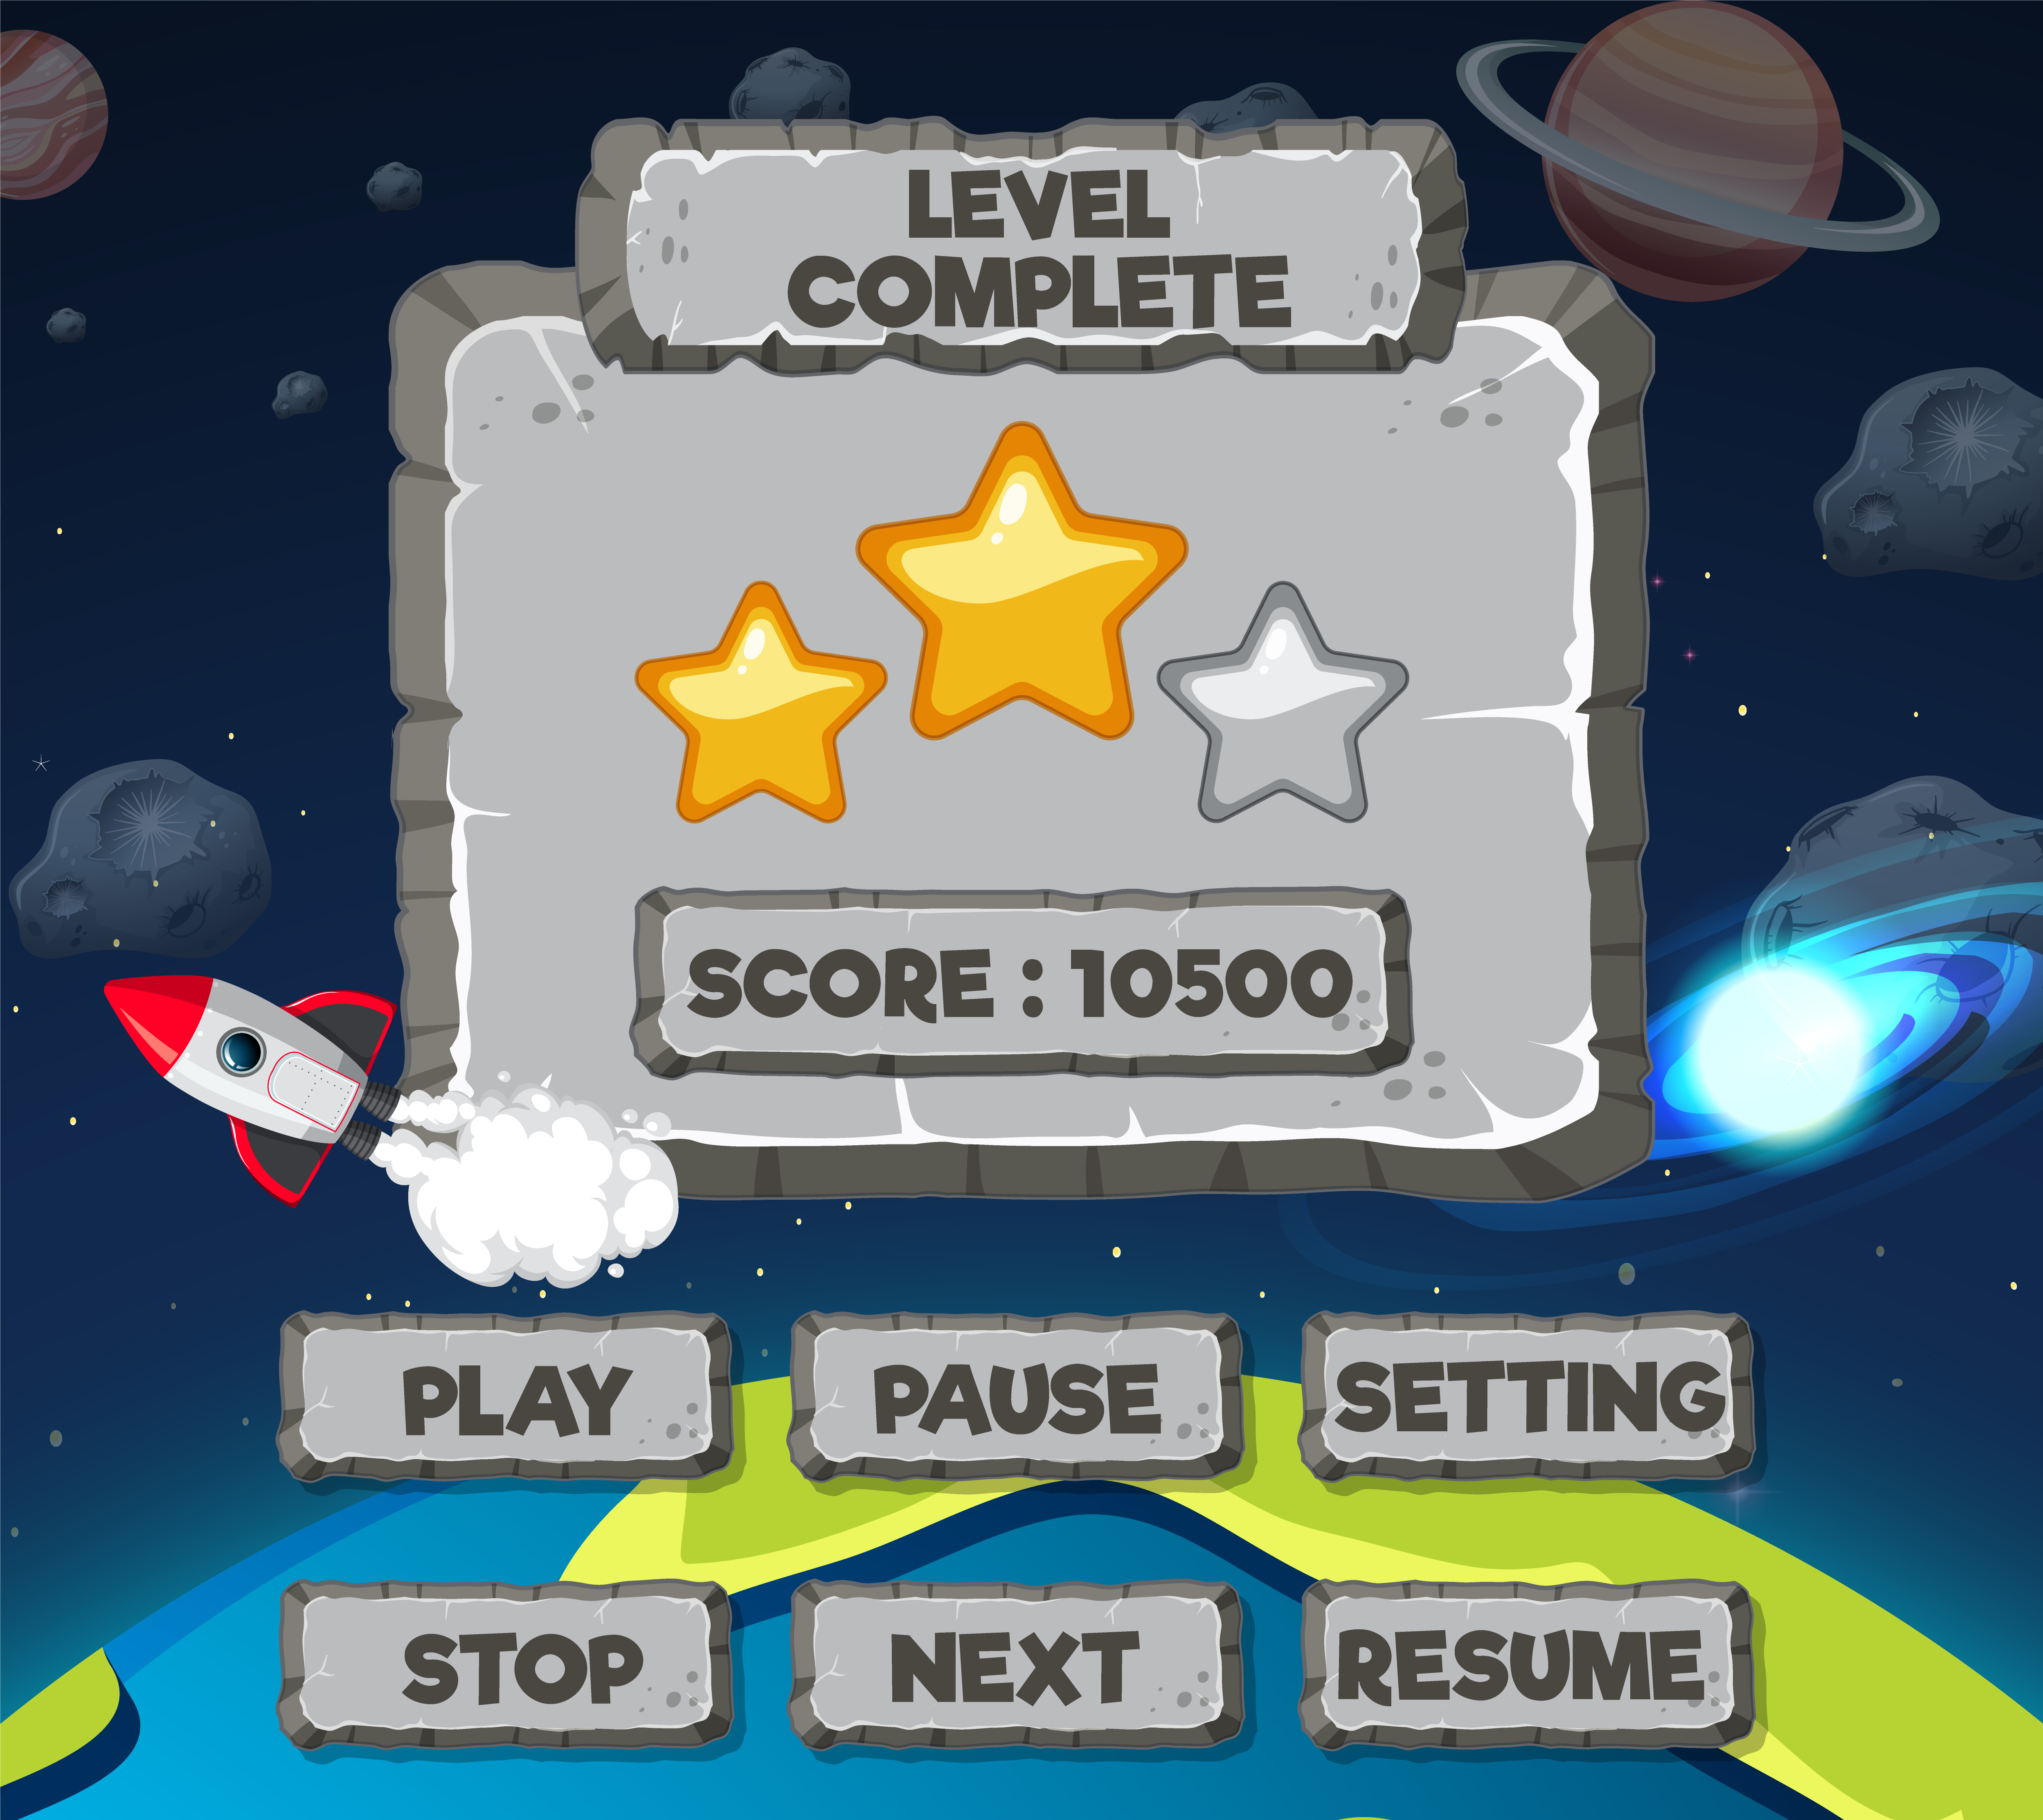 LEVEL
COMPLETE
SCORE : 10500
PLAY
PAUSE
SETTING
STOP
NEXT
RESUME